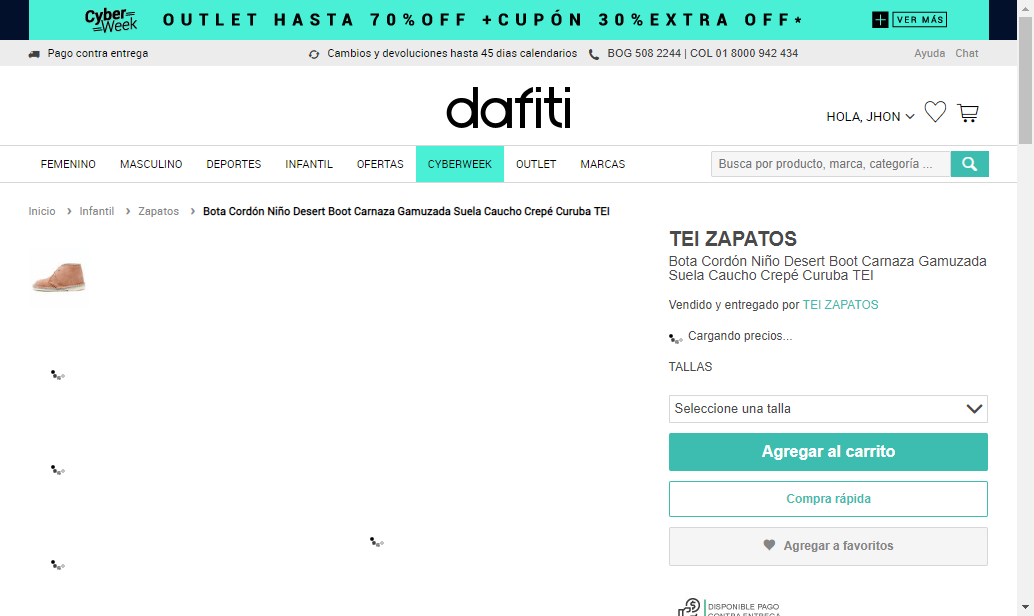 Cyber Week
OUTLET HASTA 70%OFF +CUPÓN 30%EXTRA OFF*
VER MÁS
Pago contra entrega
Cambios y devoluciones hasta 45 dias calendarios
BOG 508 2244 | COL 01 8000 942 434
Ayuda Chat
dafiti
HOLA, JHON
FEMENINO MASCULINO DEPORTES INFANTIL OFERTAS CYBERWEEK OUTLET MARCAS
Busca por producto, marca, categoría ...
Inicio › Infantil › Zapatos › Bota Cordón Niño Desert Boot Carnaza Gamuzada Suela Caucho Crepé Curuba TEI
TEI ZAPATOS
Bota Cordón Niño Desert Boot Carnaza Gamuzada
Suela Caucho Crepé Curuba TEI
Vendido y entregado por TEI ZAPATOS
Cargando precios...
TALLAS
Seleccione una talla
Agregar al carrito
Compra rápida
Agregar a favoritos
DISPONIBLE PAGO
CONTRA ENTREGA